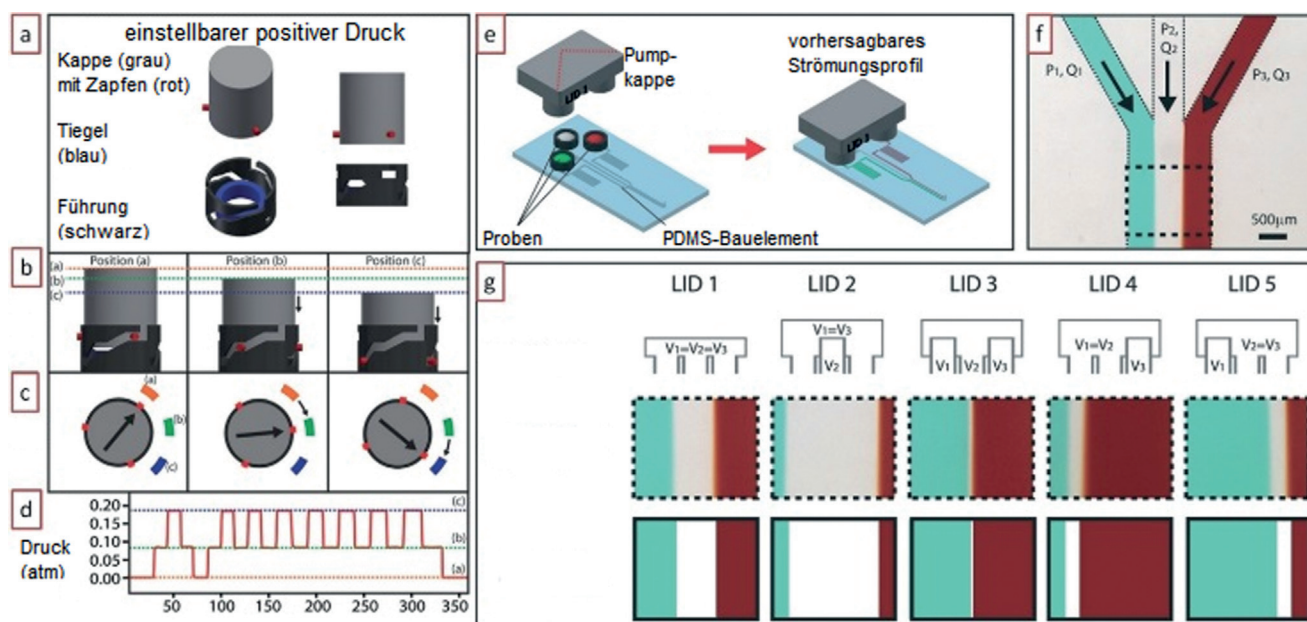 a
einstellbarer positiver Druck
Kappe (grau)
mit Zapfen (rot)
Tiegel
(blau)
Führung
(schwarz)
b
Position (a)
Position (b)
Position (c)
(a)
(b)
(c)
c
(a)
(b)
(c)
d
Druck
(atm)
0.20
0.15
0.10
0.05
0.00
(c)
(b)
(a)
50
100
150
200
250
300
350
e
Pump-
kappe
LID 1
Proben
PDMS-Bauelement
vorhersagbares
Strömungsprofil
LID 1
f
P1, Q1
P2,
Q2
P3, Q3
500µm
g
LID 1
LID 2
LID 3
LID 4
LID 5
V1=V2=V3
V1=V3
V2
V1
V2
V3
V1=V2
V3
V2=V3
V1